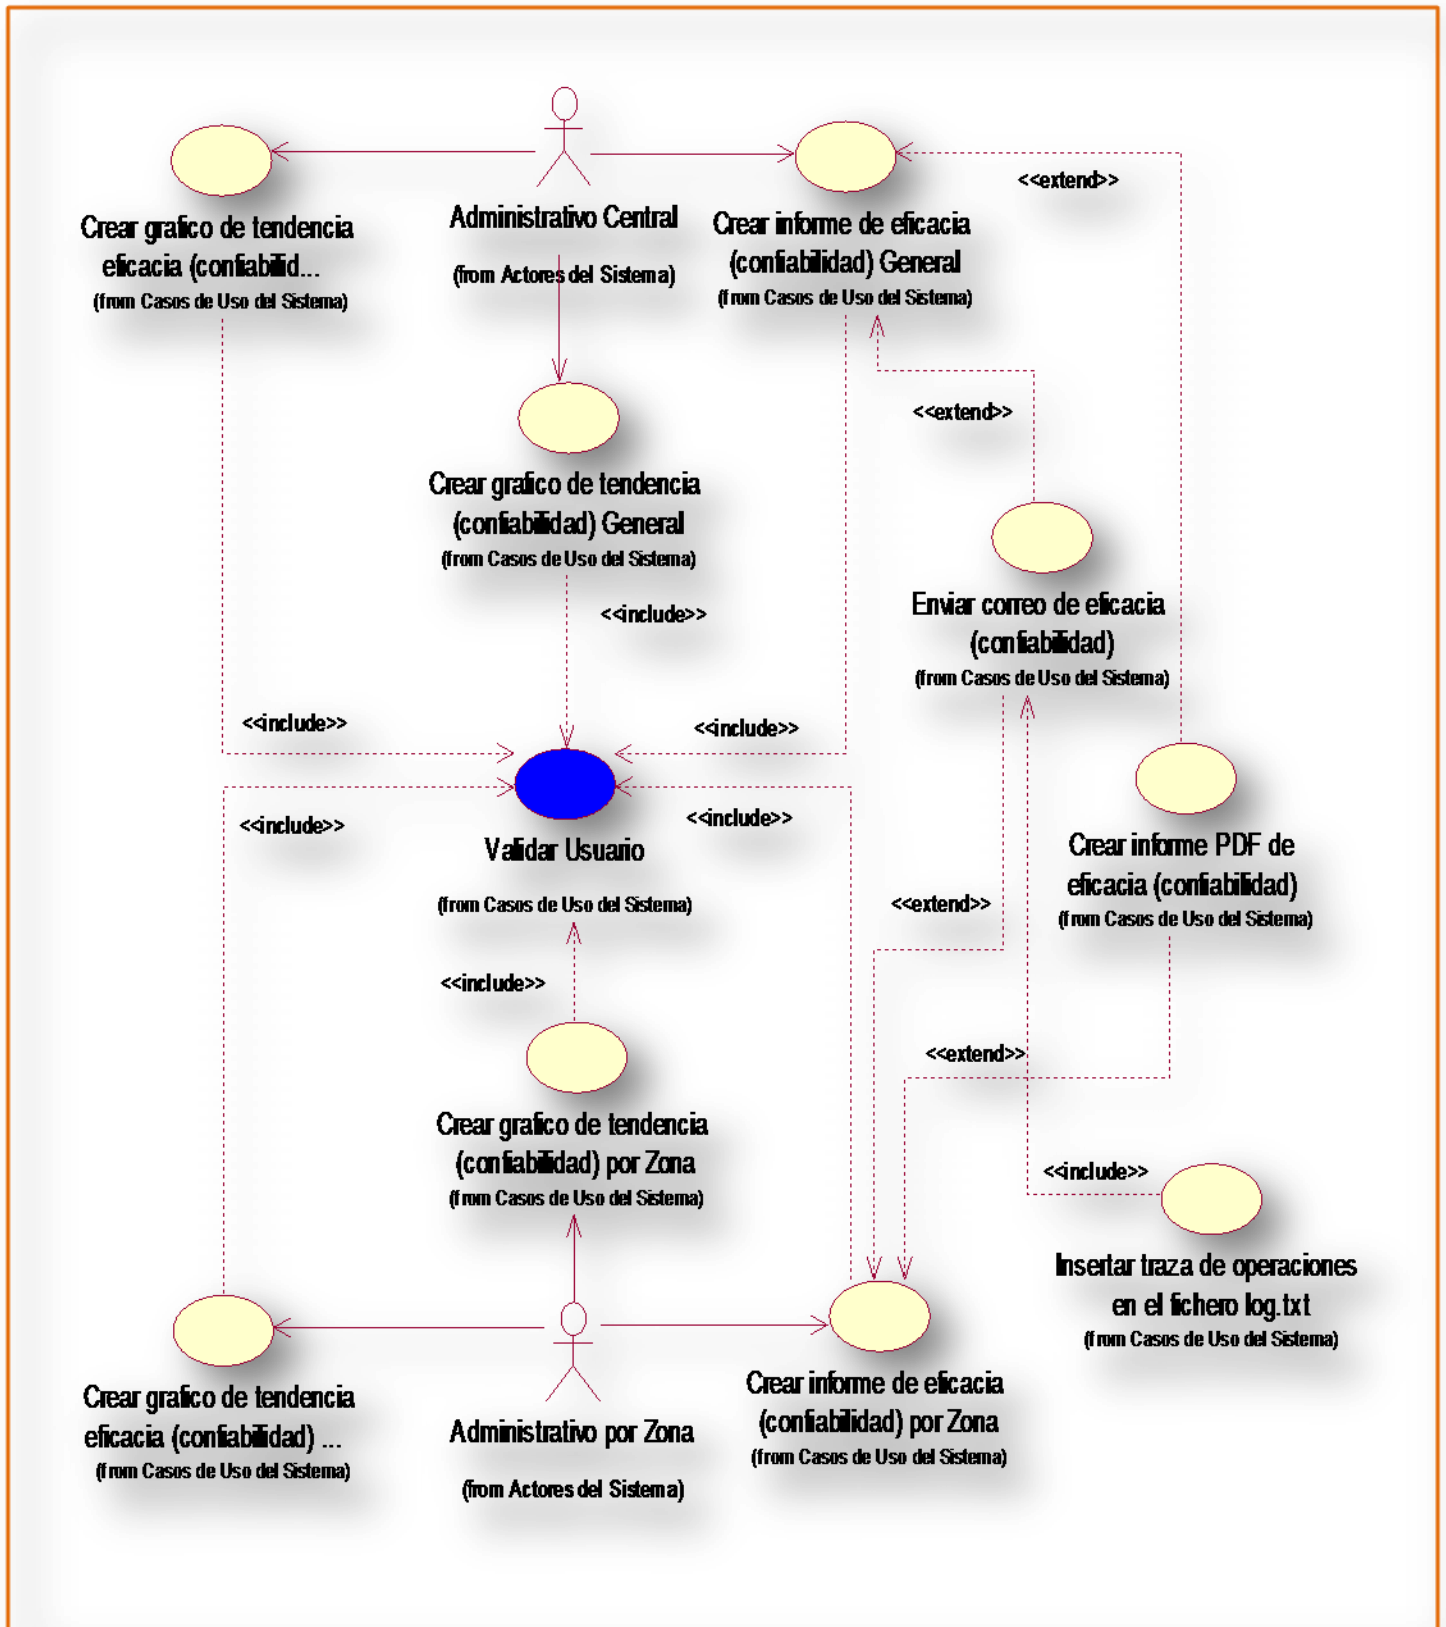 Administrativo Central
(from Actores del Sistema)
Crear grafico de tendencia
eficacia (confiabilid...
(from Casos de Uso del Sistema)
Crear informe de eficacia
(confiabilidad) General
(from Casos de Uso del Sistema)
<<extend>>
<<extend>>
Crear grafico de tendencia
(confiabilidad) General
(from Casos de Uso del Sistema)
<<include>>
Enviar correo de eficacia
(confiabilidad)
(from Casos de Uso del Sistema)
<<include>>
<<include>>
<<include>>
<<include>>
Validar Usuario
(from Casos de Uso del Sistema)
Crear informe PDF de
eficacia (confiabilidad)
(from Casos de Uso del Sistema)
<<extend>>
<<include>>
<<extend>>
Crear grafico de tendencia
(confiabilidad) por Zona
(from Casos de Uso del Sistema)
<<include>>
Insertar traza de operaciones
en el fichero log.txt
(from Casos de Uso del Sistema)
Crear grafico de tendencia
eficacia (confiabilidad) ...
(from Casos de Uso del Sistema)
Administrativo por Zona
(from Actores del Sistema)
Crear informe de eficacia
(confiabilidad) por Zona
(from Casos de Uso del Sistema)